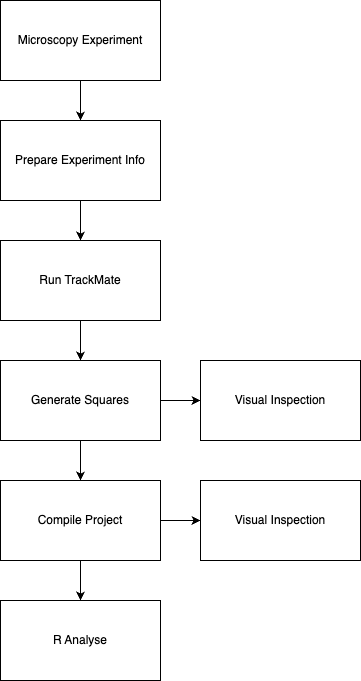 Microscopy Experiment
Prepare Experiment Info
Run TrackMate
Generate Squares
Visual Inspection
Compile Project
Visual Inspection
R Analyse